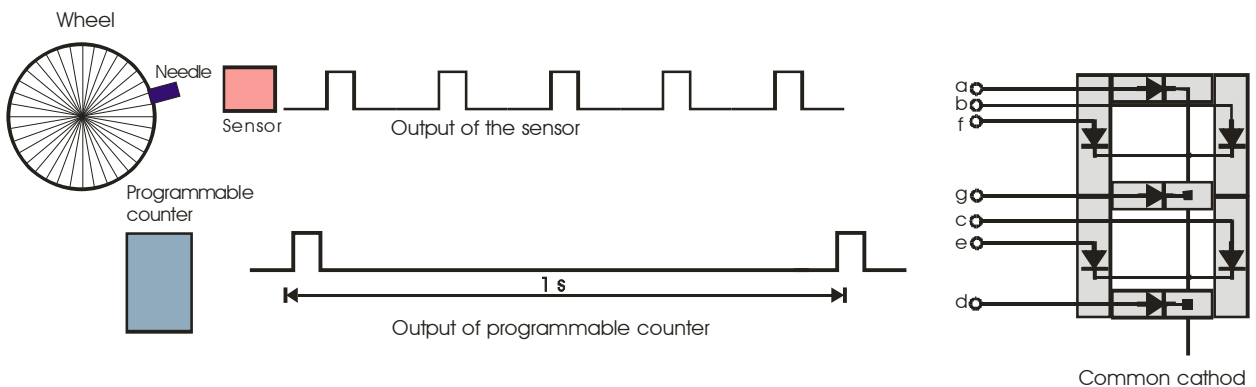 Wheel
Needle
Sensor
Output of the sensor
Programmable
counter
1 s
Output of programmable counter
a
b
f
g
c
e
d
Common cathod